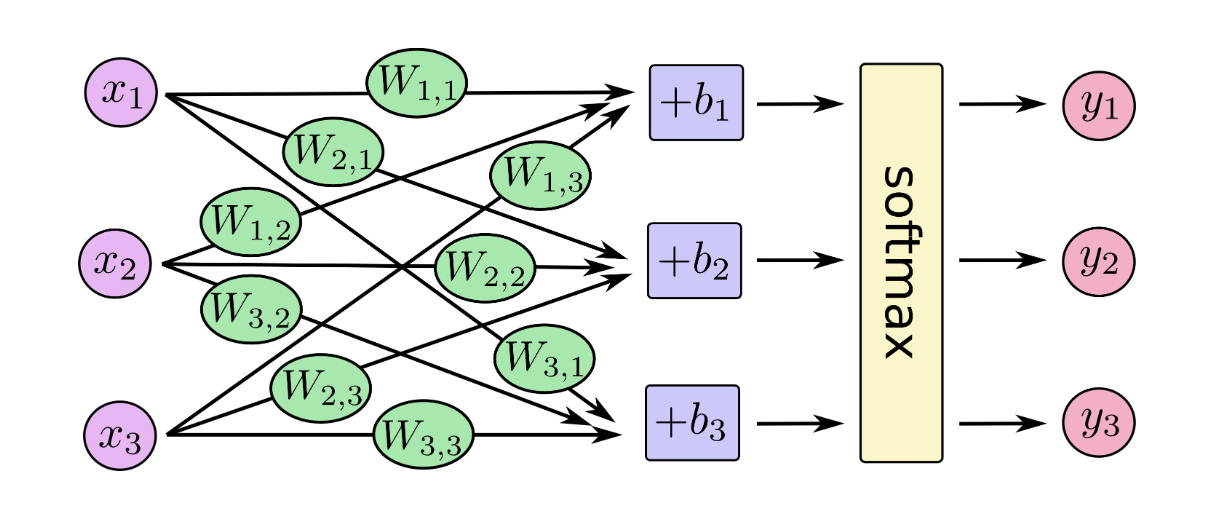 x₁ W₁,₁ +b₁ y₁
W₂,₁ W₁,₃
W₁,₂
x₂ W₂,₂ +b₂ softmax y₂
W₃,₂
W₃,₁
W₂,₃
x₃ W₃,₃ +b₃ y₃